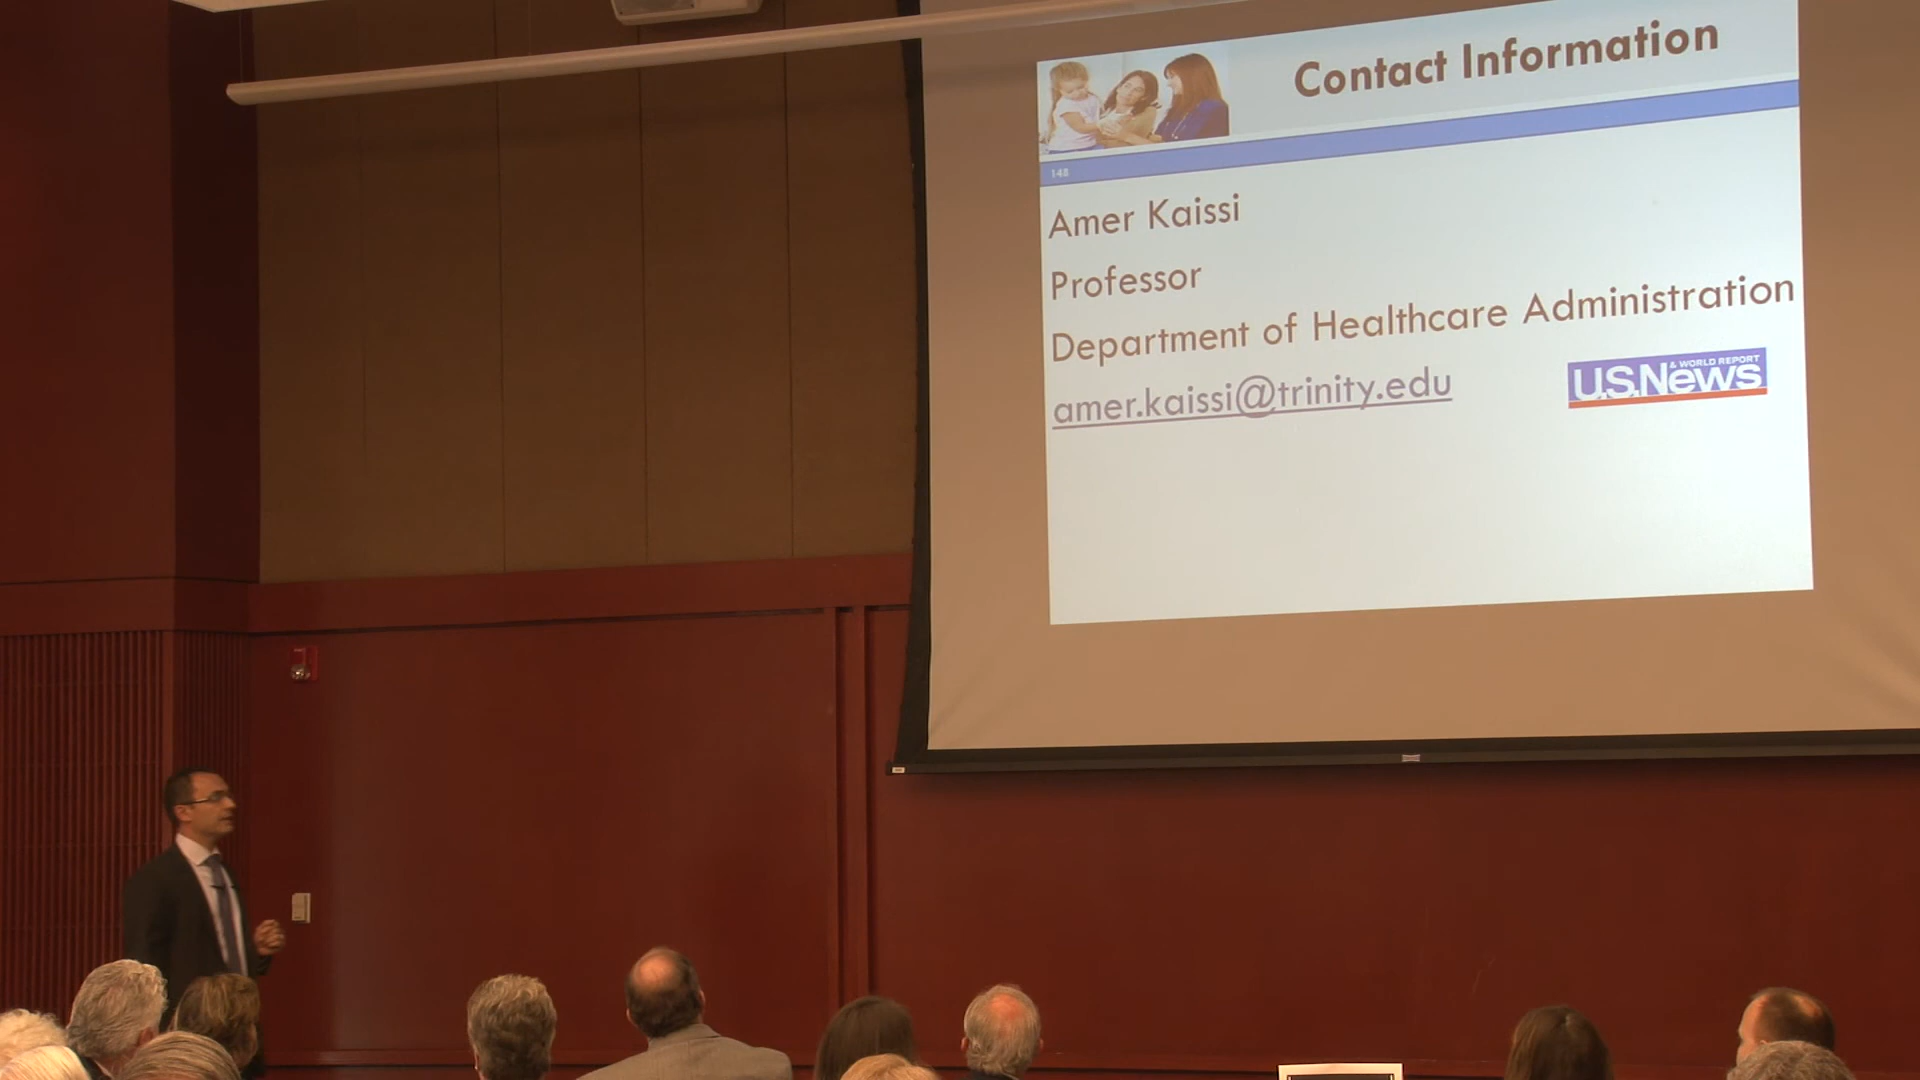 Contact Information
148
Amer Kaissi
Professor
Department of Healthcare Administration
amer.kaissi@trinity.edu
& WORLD REPORT
U.S.News